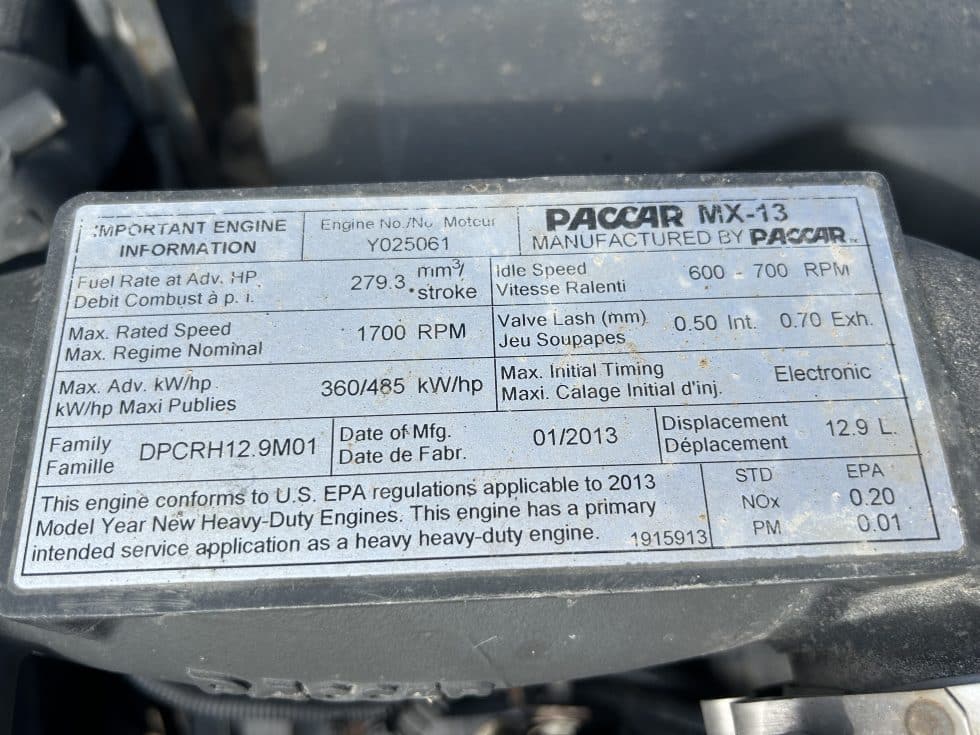 IMPORTANT ENGINE
INFORMATION
Engine No./No. Moteur
Y025061
PACCAR MX-13
MANUFACTURED BY PACCAR
Fuel Rate at Adv. HP.
Debit Combust à p. i.
279.3 mm³/
stroke
Idle Speed
Vitesse Ralenti
600 - 700 RPM
Max. Rated Speed
Max. Regime Nominal
1700 RPM
Valve Lash (mm)
Jeu Soupapes
0.50 Int. 0.70 Exh.
Max. Adv. kW/hp
kW/hp Maxi Publies
360/485 kW/hp
Max. Initial Timing
Maxi. Calage Initial d'inj.
Electronic
Family
Famille
DPCRH12.9M01
Date of Mfg.
Date de Fabr.
01/2013
Displacement
Déplacement
12.9 L.
This engine conforms to U.S. EPA regulations applicable to 2013
Model Year New Heavy-Duty Engines. This engine has a primary
intended service application as a heavy heavy-duty engine.
1915913
STD EPA
NOx 0.20
PM 0.01
PACCAR